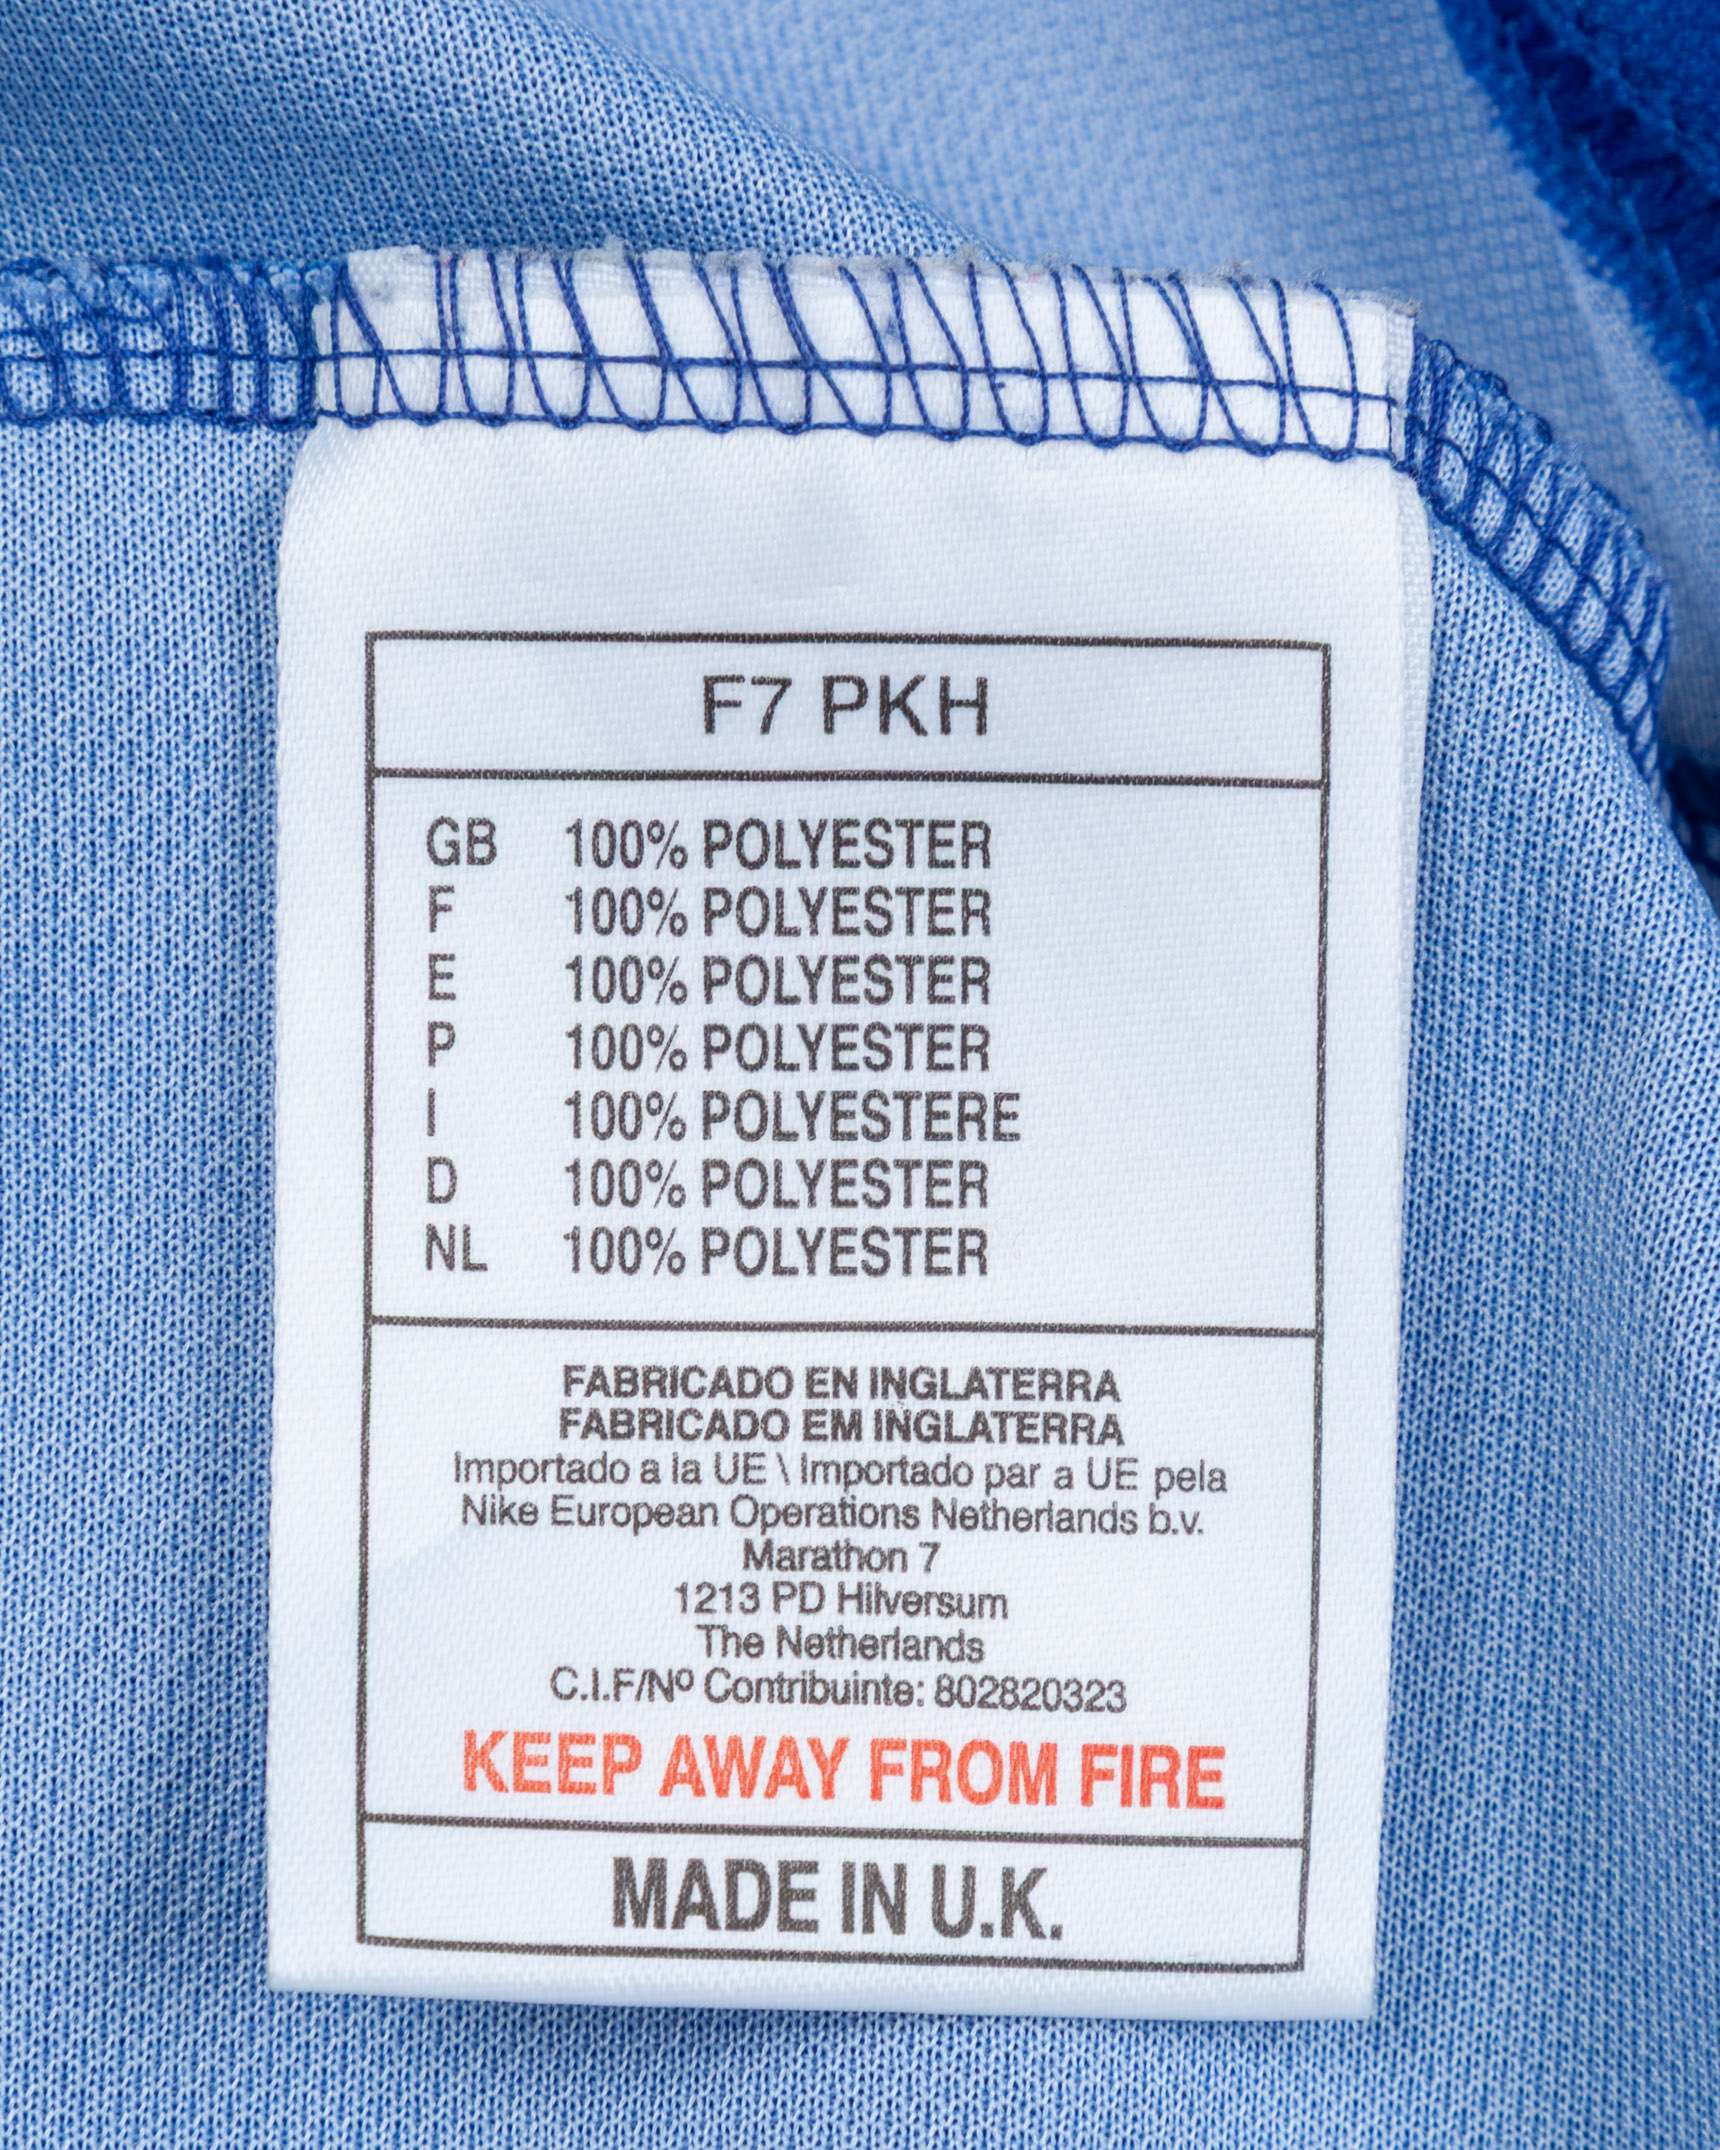 F7 PKH
GB 100% POLYESTER
F 100% POLYESTER
E 100% POLYESTER
P 100% POLYESTER
I 100% POLYESTERE
D 100% POLYESTER
NL 100% POLYESTER
FABRICADO EN INGLATERRA
FABRICADO EM INGLATERRA
Importado a la UE \ Importado par a UE pela
Nike European Operations Netherlands b.v.
Marathon 7
1213 PD Hilversum
The Netherlands
C.I.F/Nº Contribuinte: 802820323
KEEP AWAY FROM FIRE
MADE IN U.K.